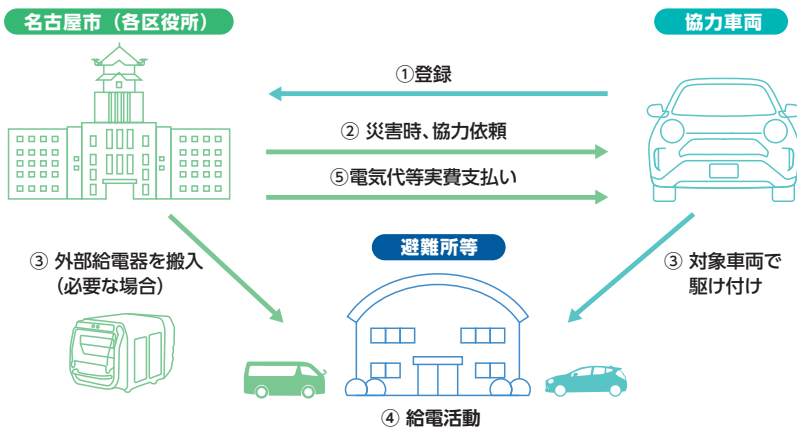 名古屋市（各区役所）
協力車両
①登録
② 災害時、協力依頼
⑤電気代等実費支払い
③ 外部給電器を搬入
（必要な場合）
避難所等
③ 対象車両で
駆け付け
④ 給電活動